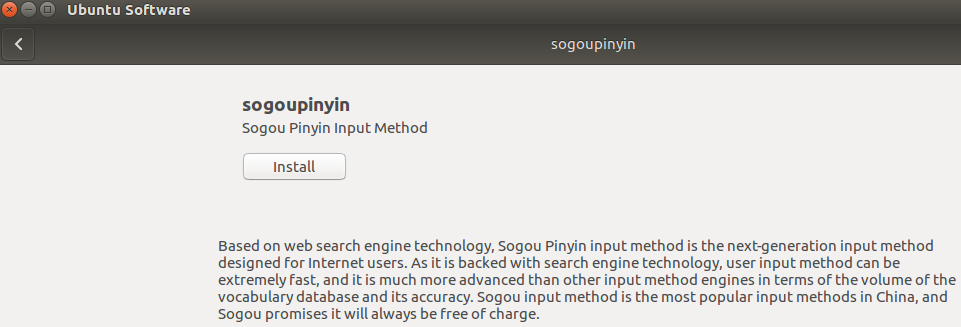 Ubuntu Software
sogoupinyin
sogoupinyin
Sogou Pinyin Input Method
Install
Based on web search engine technology, Sogou Pinyin input method is the next-generation input method
designed for Internet users. As it is backed with search engine technology, user input method can be
extremely fast, and it is much more advanced than other input method engines in terms of the volume of the
vocabulary database and its accuracy. Sogou input method is the most popular input methods in China, and
Sogou promises it will always be free of charge.